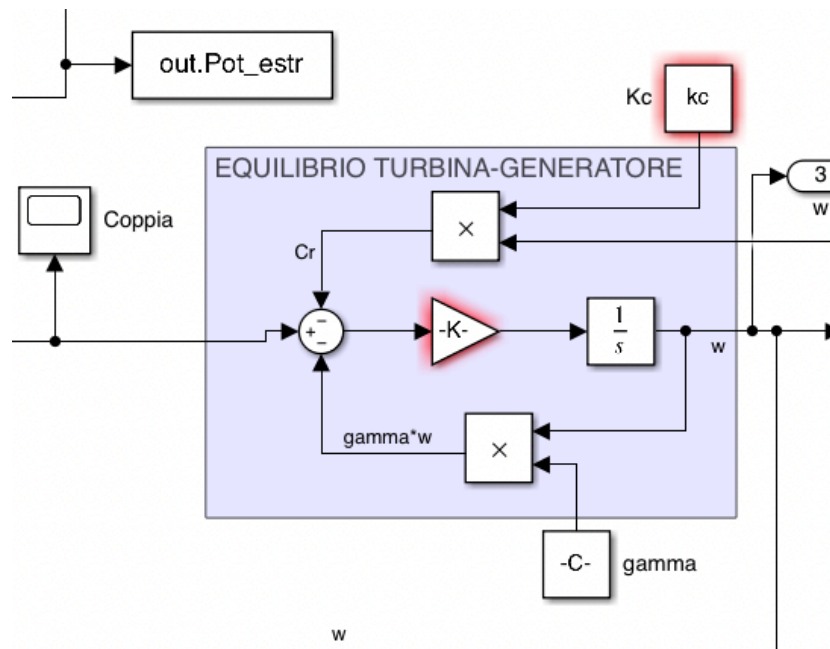 out.Pot_estr
Kc
kc
EQUILIBRIO TURBINA-GENERATORE
3
w
Coppia
×
Cr
-K-
1
s
w
gamma*w
×
-C-
gamma
w